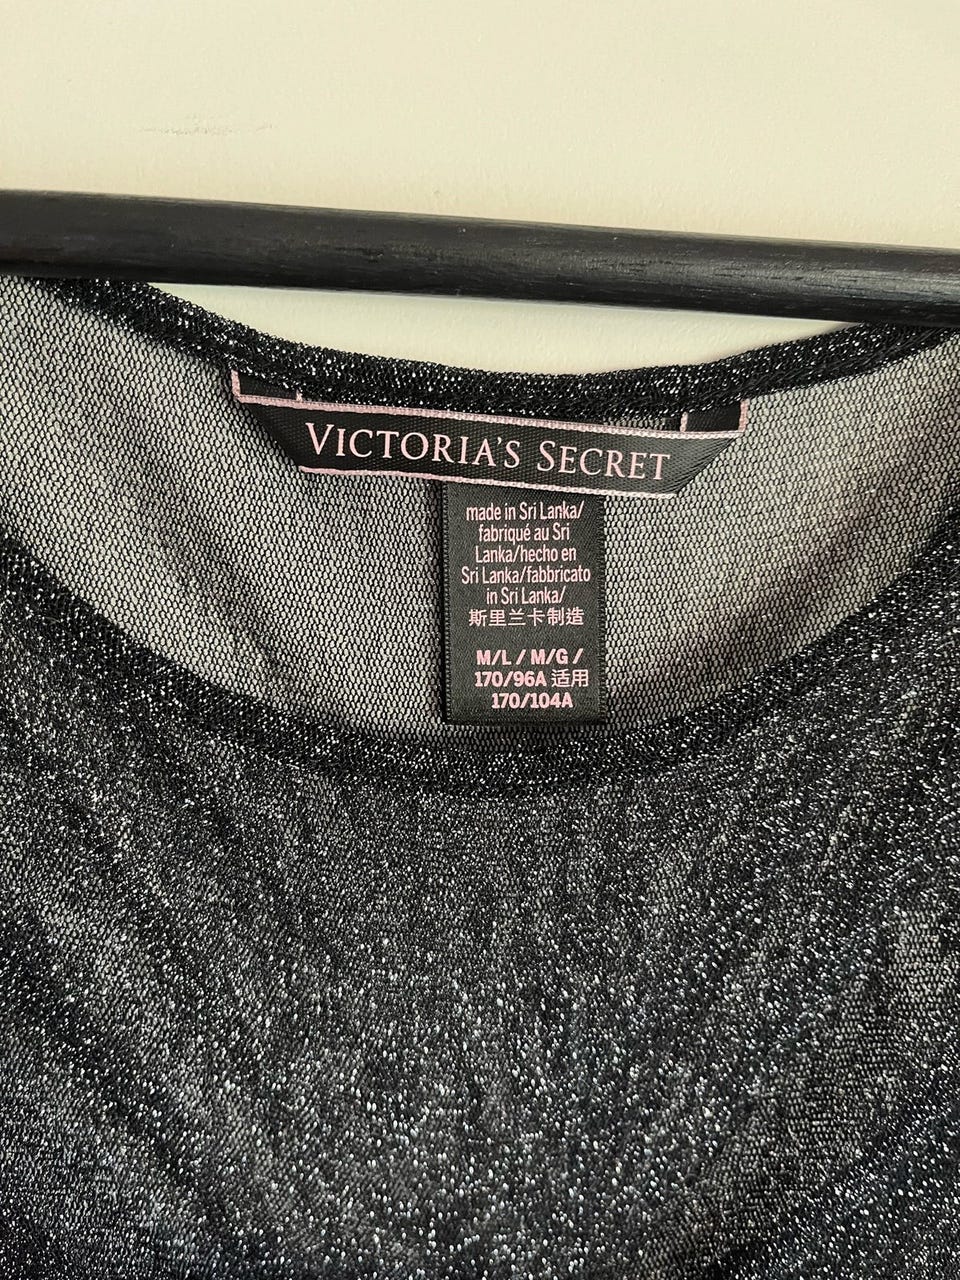 VICTORIA'S SECRET
made in Sri Lanka/
fabriqué au Sri
Lanka/hecho en
Sri Lanka/fabbricato
in Sri Lanka/
斯里兰卡制造
M/L / M/G /
170/96A 适用
170/104A